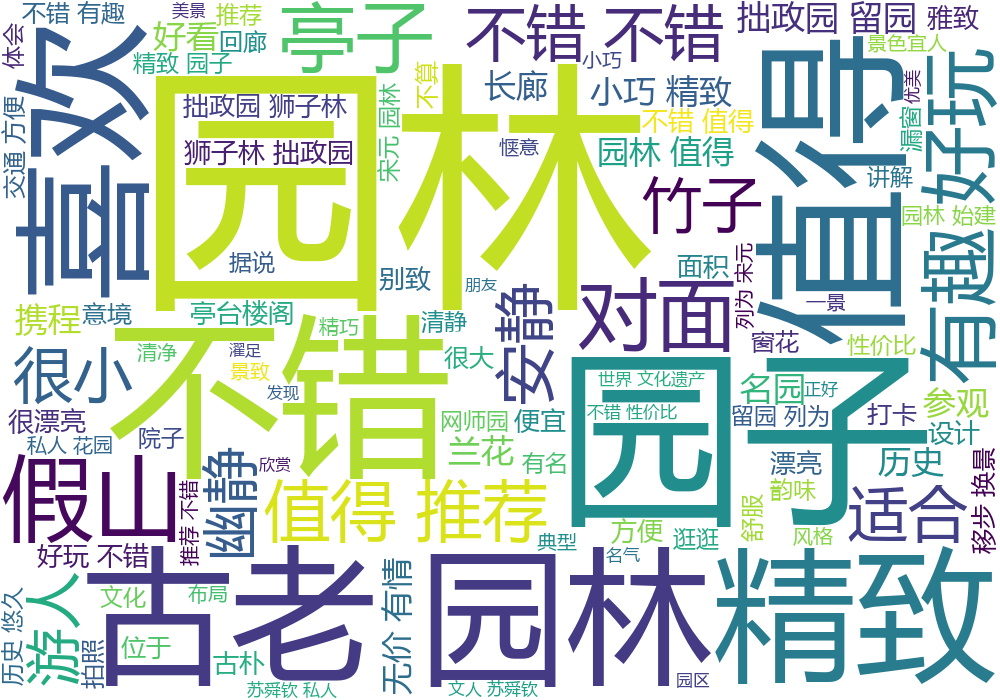 不错 有趣
美景
推荐
亭子
不错 不错
拙政园 留园
雅致
体会
好看
回廊
景色宜人
精致 园子
小巧
喜欢
园林
不算
长廊
小巧 精致
值得
优美
好玩
拙政园 狮子林
宋元 园林
不错 值得
漏窗
交通 方便
狮子林 拙政园
惬意
园林 值得
讲解
竹子
园林 始建
据说
别致
面积
列为 宋元
有趣
朋友
携程
意境
亭台楼阁
精巧
清静
安静
对面
一景
很小
不错
清净
濯足
景致
很大
窗花
性价比
发现
园子
世界 文化遗产
名园
正好
参观
很漂亮
网师园
便宜
不错 性价比
留园 列为
打卡
设计
私人 花园
院子
兰花
有名
假山
幽静
欣赏
漂亮
历史
移步 换景
推荐 不错
值得 推荐
韵味
适合
舒服
方便
逛逛
风格
好玩 不错
古老
园林
典型
名气
精致
历史 悠久
游人
文化
布局
无价 有情
拍照
位于
古朴
苏舜钦 私人
文人 苏舜钦
园区